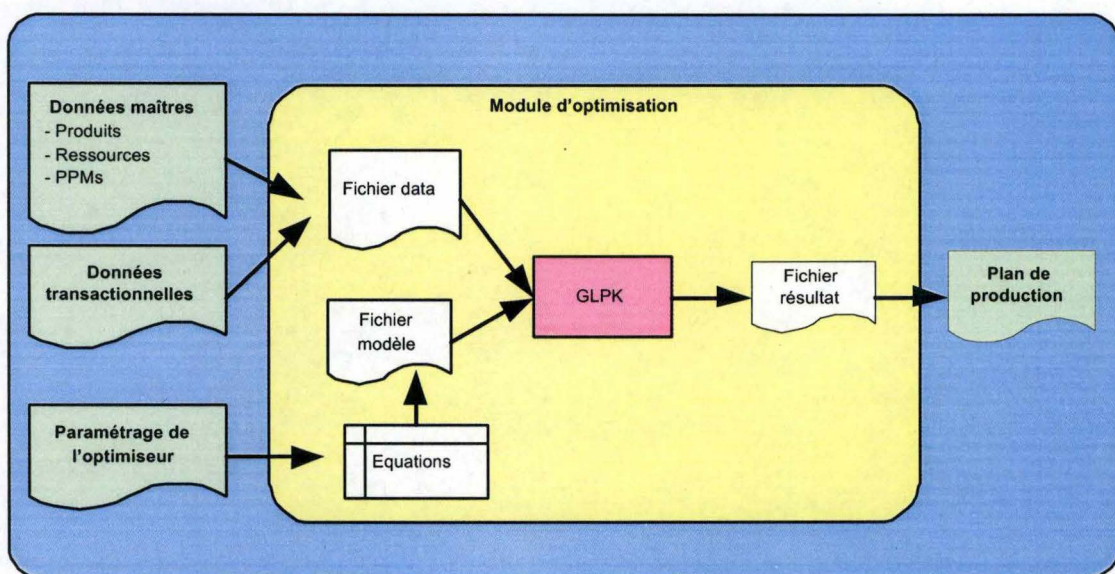 Données maîtres
- Produits
- Ressources
- PPMs
Données
transactionnelles
Paramétrage de
l'optimiseur
Module d'optimisation
Fichier data
Fichier
modèle
Equations
GLPK
Fichier
résultat
Plan de
production